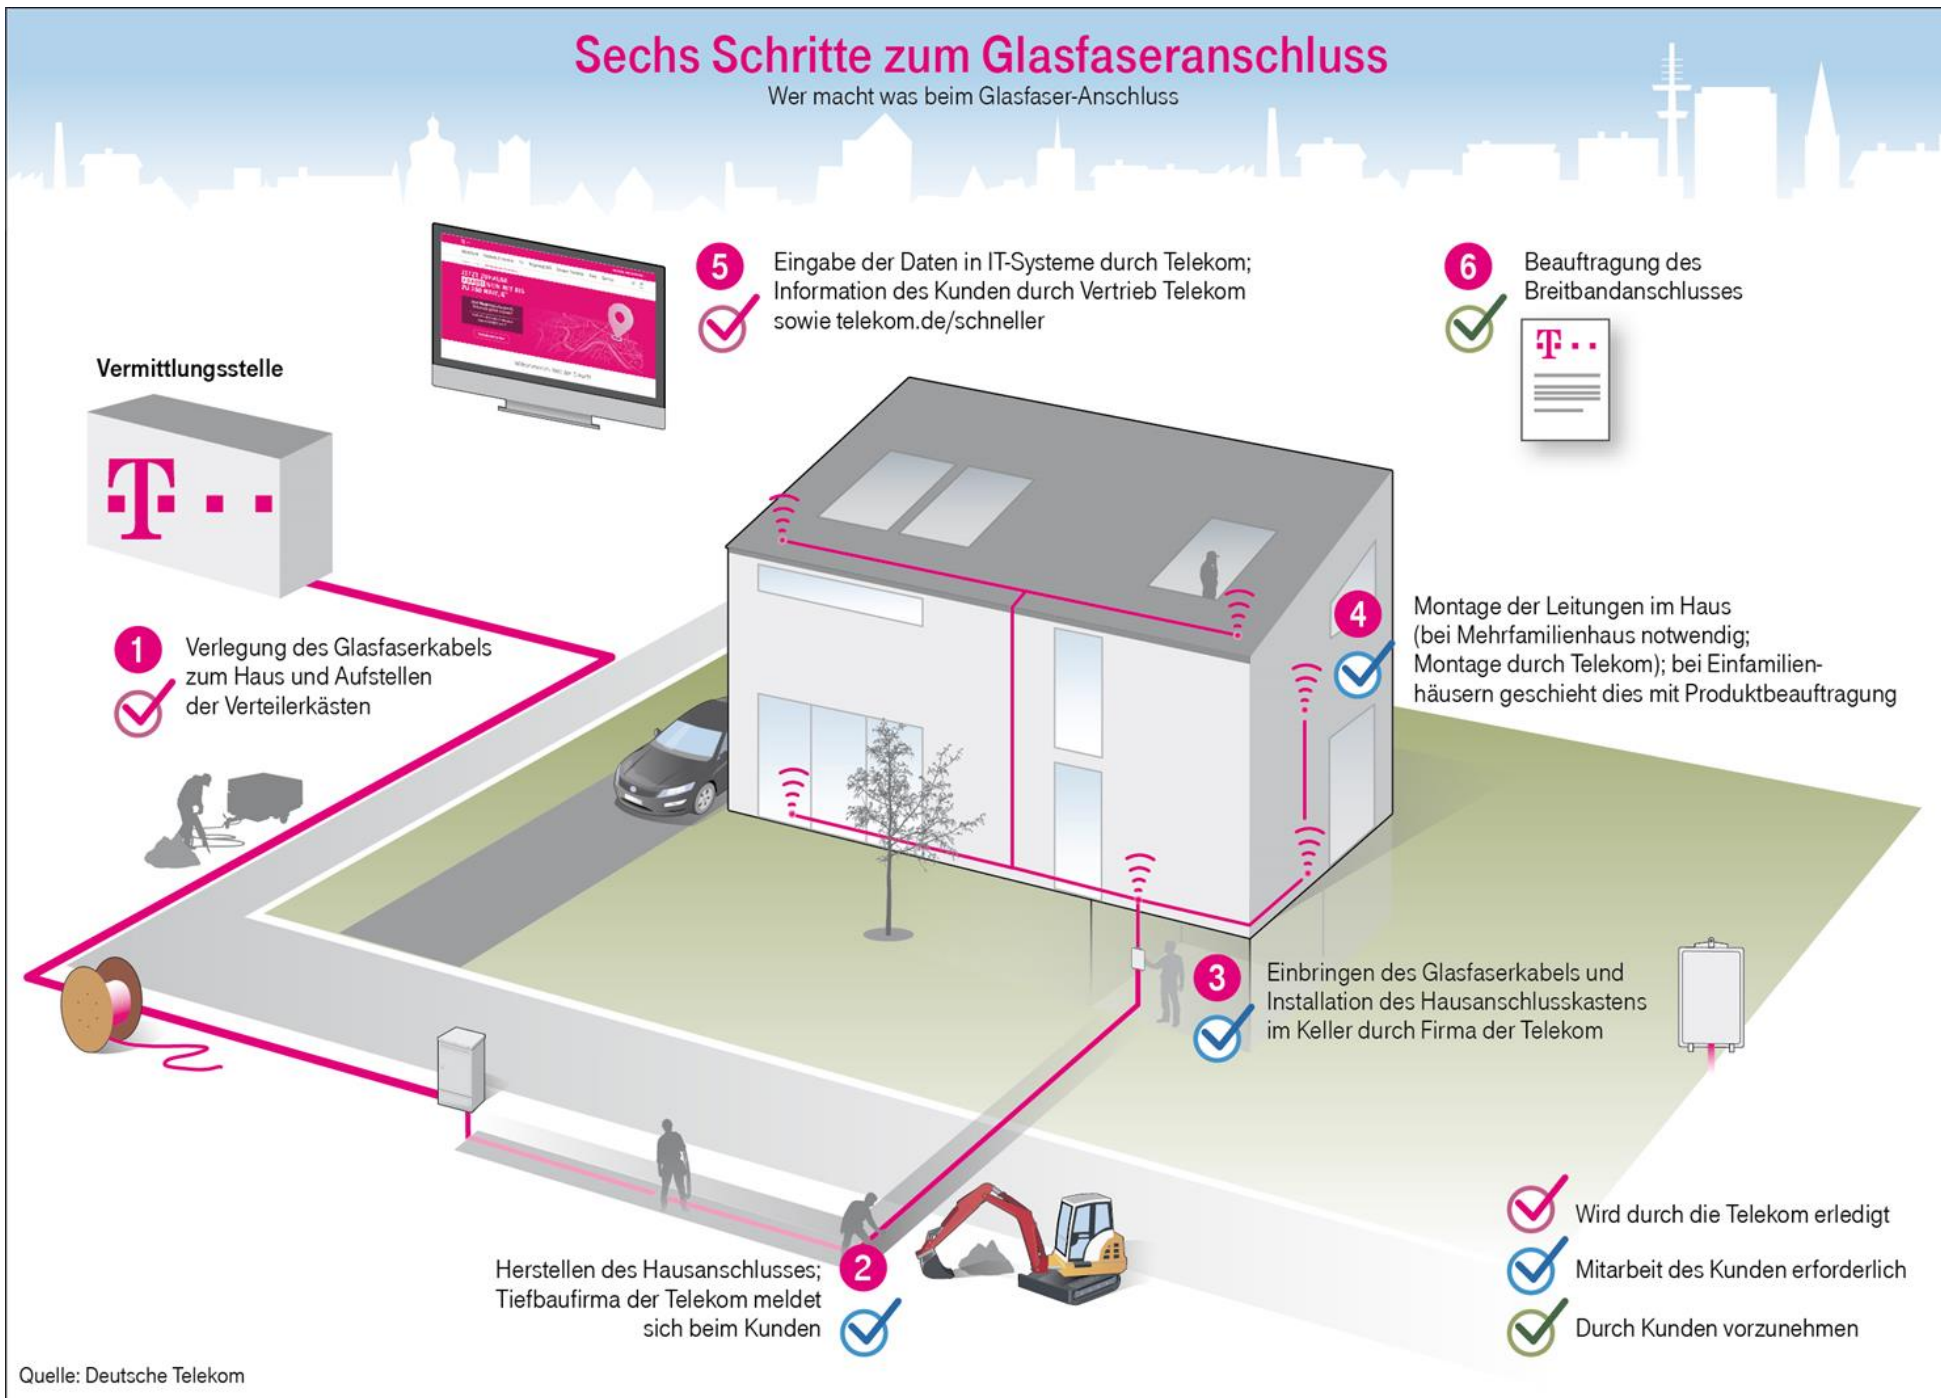 Sechs Schritte zum Glasfaseranschluss
Wer macht was beim Glasfaser-Anschluss
5
Eingabe der Daten in IT-Systeme durch Telekom;
Information des Kunden durch Vertrieb Telekom
sowie telekom.de/schneller
6
Beauftragung des
Breitbandanschlusses
T
Vermittlungsstelle
T
1
Verlegung des Glasfaserkabels
zum Haus und Aufstellen
der Verteilerkästen
4
Montage der Leitungen im Haus
(bei Mehrfamilienhaus notwendig;
Montage durch Telekom); bei Einfamilien-
häusern geschieht dies mit Produktbeauftragung
3
Einbringen des Glasfaserkabels und
Installation des Hausanschlusskastens
im Keller durch Firma der Telekom
2
Herstellen des Hausanschlusses;
Tiefbaufirma der Telekom meldet
sich beim Kunden
Wird durch die Telekom erledigt
Mitarbeit des Kunden erforderlich
Durch Kunden vorzunehmen
Quelle: Deutsche Telekom